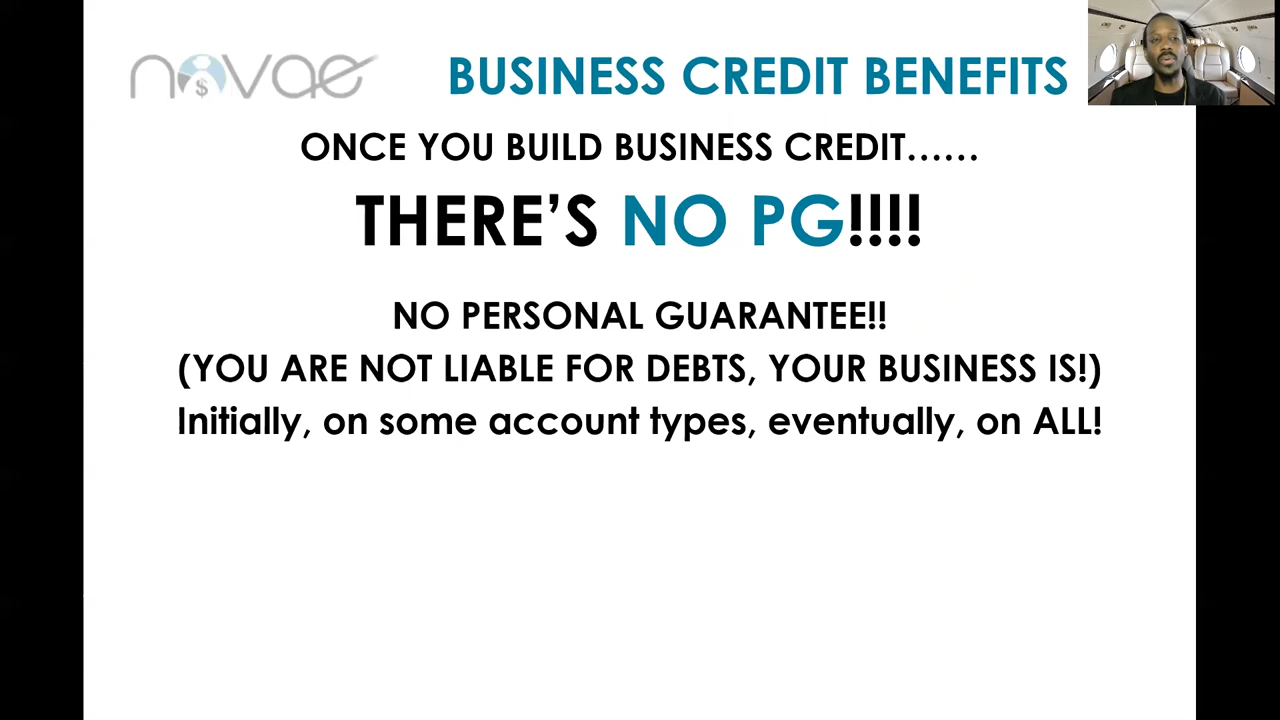 novae
BUSINESS CREDIT BENEFITS
ONCE YOU BUILD BUSINESS CREDIT......
THERE’S NO PG!!!!
NO PERSONAL GUARANTEE!!
(YOU ARE NOT LIABLE FOR DEBTS, YOUR BUSINESS IS!)
Initially, on some account types, eventually, on ALL!